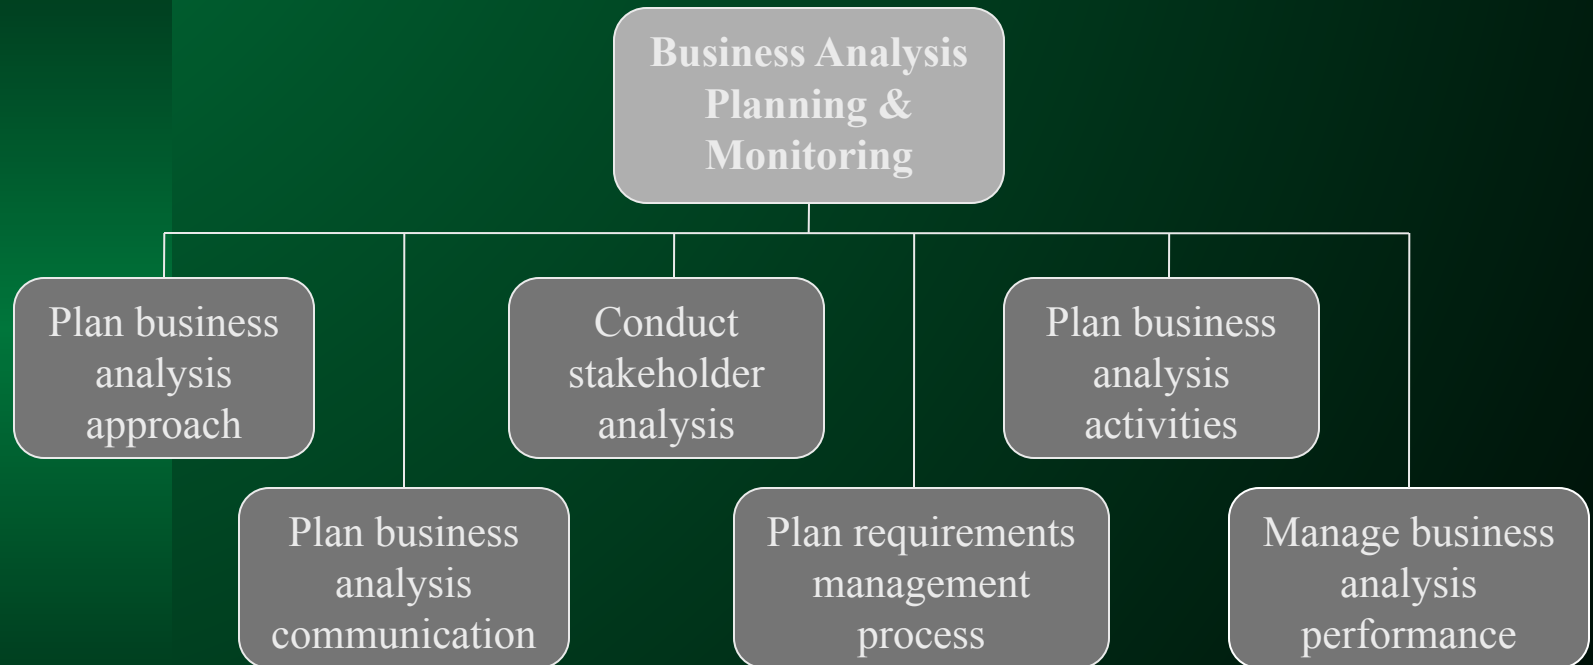 Business Analysis
Planning &
Monitoring
Plan business
analysis
approach
Conduct
stakeholder
analysis
Plan business
analysis
activities
Plan business
analysis
communication
Plan requirements
management
process
Manage business
analysis
performance